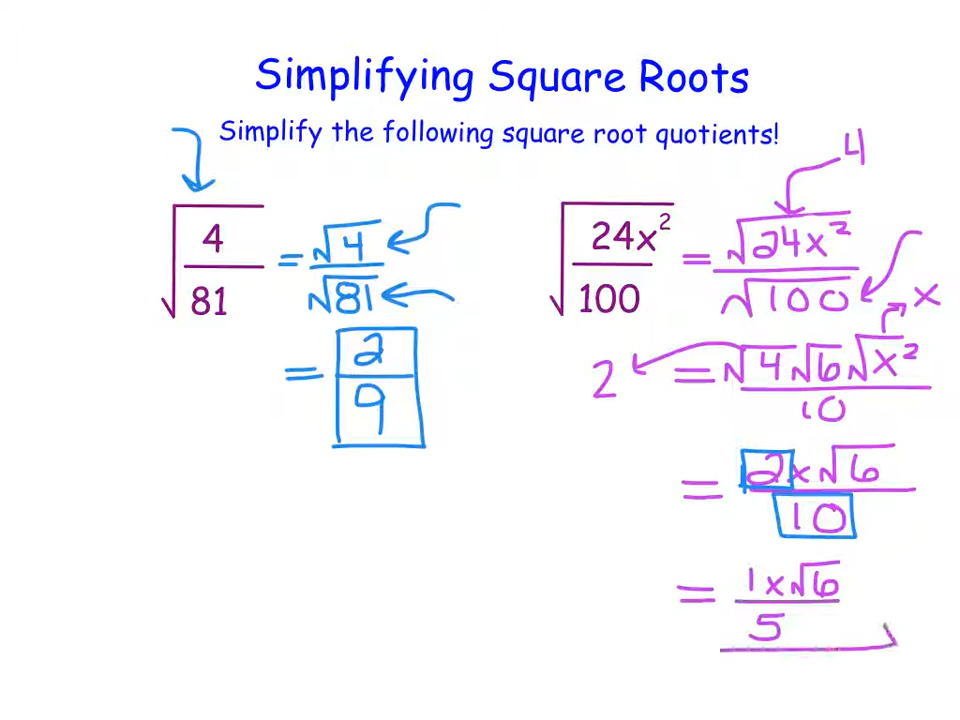 Simplifying Square Roots
Simplify the following square root quotients!
√(4/81) = √4/√81
= 2/9
4
√(24x²/100) = √24x²/√100
x
2 = √4√6√x²/10
= 2x√6/10
= 1x√6/5